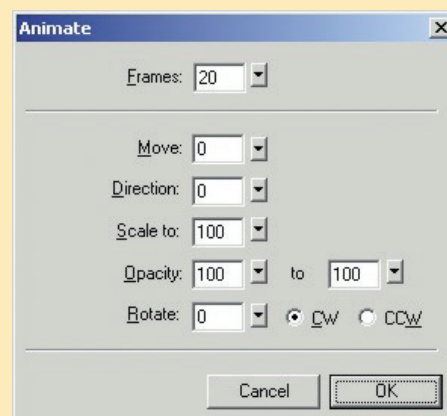 Animate
Frames: 20
Move: 0
Direction: 0
Scale to: 100
Opacity: 100 to 100
Rotate: 0 CW CCW
Cancel OK